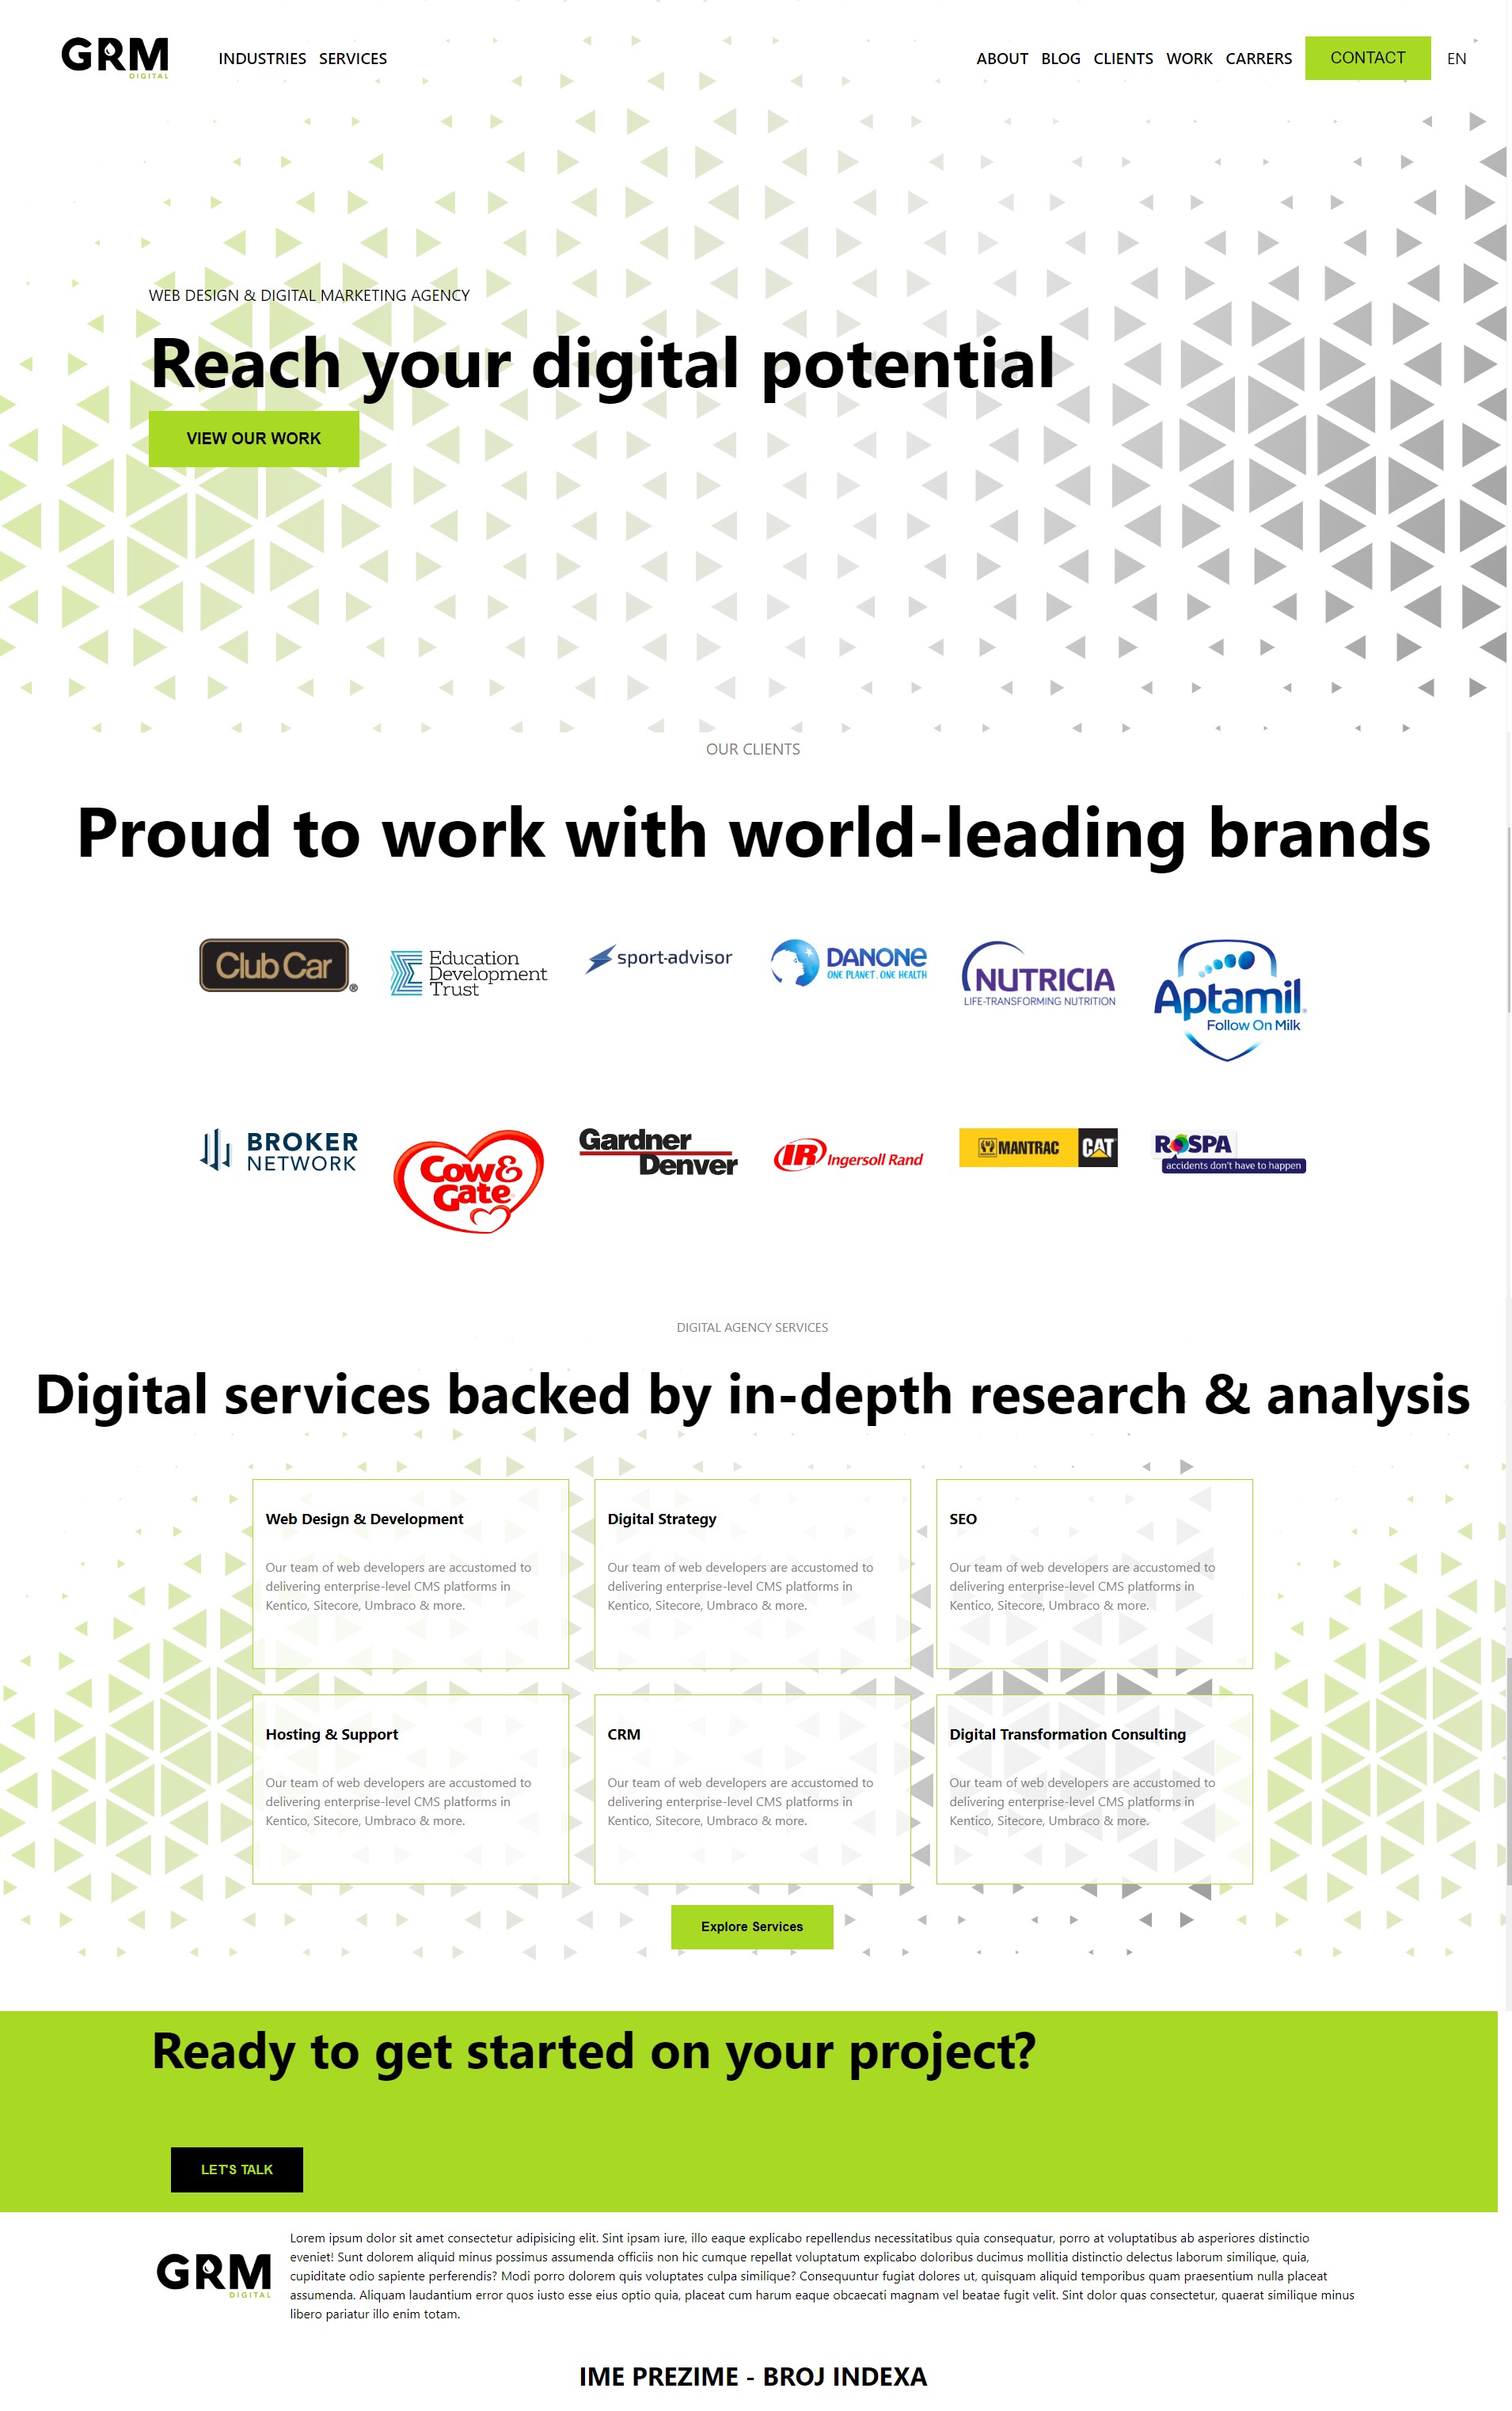 GRM
DIGITAL
INDUSTRIES SERVICES
ABOUT BLOG CLIENTS WORK CARRERS CONTACT EN
WEB DESIGN & DIGITAL MARKETING AGENCY
Reach your digital potential
VIEW OUR WORK
OUR CLIENTS
Proud to work with world-leading brands
Club Car ®
Education
Development
Trust
sport-advisor
DANONE
ONE PLANET. ONE HEALTH
NUTRICIA
LIFE-TRANSFORMING NUTRITION
Aptamil®
Follow On Milk
BROKER
NETWORK
Cow&
Gate
Gardner
Denver
IR Ingersoll Rand
MANTRAC CAT
ROSPA
accidents don't have to happen
DIGITAL AGENCY SERVICES
Digital services backed by in-depth research & analysis
Web Design & Development
Our team of web developers are accustomed to
delivering enterprise-level CMS platforms in
Kentico, Sitecore, Umbraco & more.
Digital Strategy
Our team of web developers are accustomed to
delivering enterprise-level CMS platforms in
Kentico, Sitecore, Umbraco & more.
SEO
Our team of web developers are accustomed to
delivering enterprise-level CMS platforms in
Kentico, Sitecore, Umbraco & more.
Hosting & Support
Our team of web developers are accustomed to
delivering enterprise-level CMS platforms in
Kentico, Sitecore, Umbraco & more.
CRM
Our team of web developers are accustomed to
delivering enterprise-level CMS platforms in
Kentico, Sitecore, Umbraco & more.
Digital Transformation Consulting
Our team of web developers are accustomed to
delivering enterprise-level CMS platforms in
Kentico, Sitecore, Umbraco & more.
Explore Services
Ready to get started on your project?
LET'S TALK
GRM
DIGITAL
Lorem ipsum dolor sit amet consectetur adipisicing elit. Sint ipsam iure, illo eaque explicabo repellendus necessitatibus quia consequatur, porro at voluptatibus ab asperiores distinctio
eveniet! Sunt dolorem aliquid minus possimus assumenda officiis non hic cumque repellat voluptatum explicabo doloribus ducimus mollitia distinctio delectus laborum similique, quia,
cupiditate odio sapiente perferendis? Modi porro dolorem quis voluptates culpa similique? Consequuntur fugiat dolores ut, quisquam aliquid temporibus quam praesentium nulla placeat
assumenda. Aliquam laudantium error quos iusto esse eius optio quia, placeat cum harum eaque obcaecati magnam vel beatae fugit velit. Sint dolor quas consectetur, quaerat similique minus
libero pariatur illo enim totam.
IME PREZIME - BROJ INDEXA